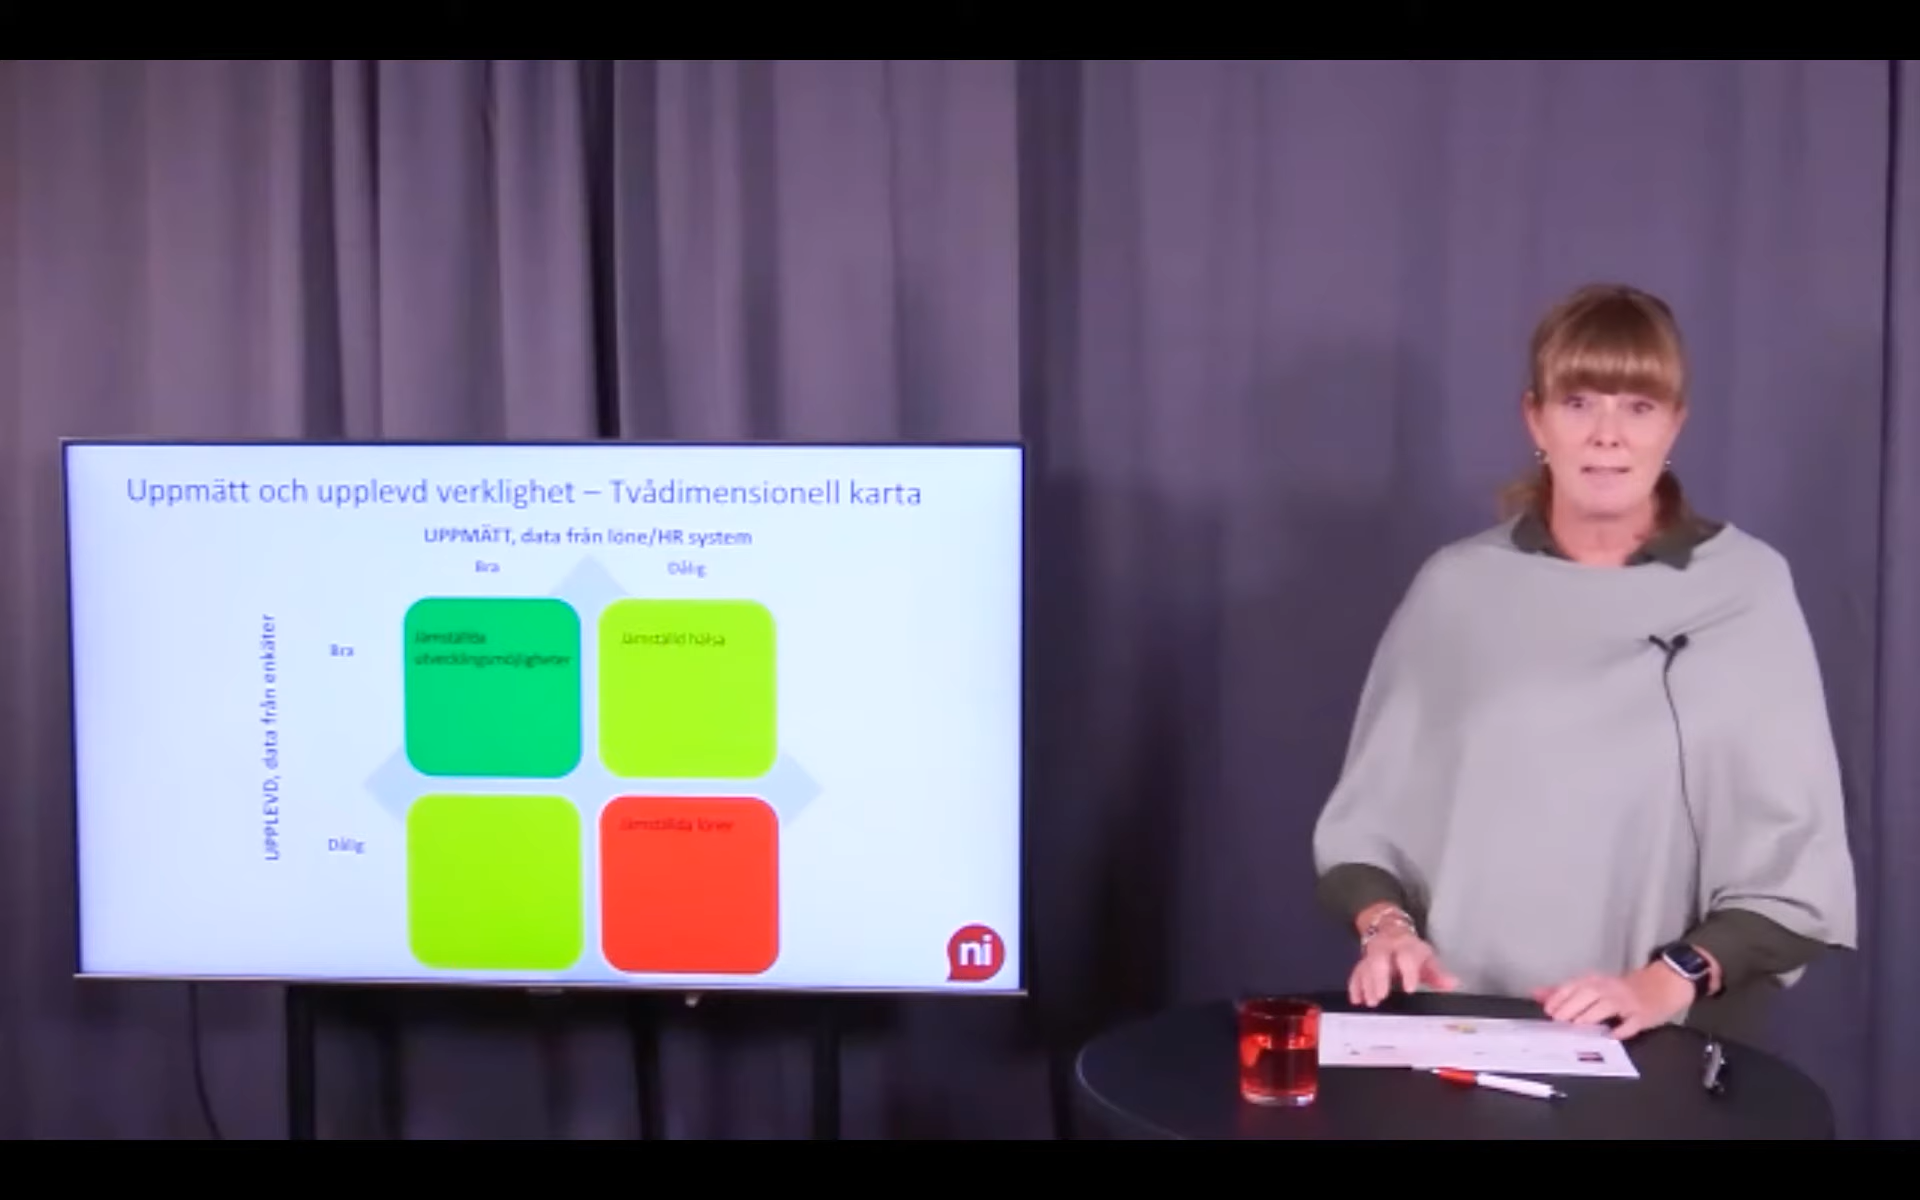 Uppmätt och upplevd verklighet – Tvådimensionell karta
UPPMÄTT, data från löne/HR system
Bra
Dålig
UPPLEVD, data från enkäter
Bra
Dålig
Jämställda
utvecklingsmöjligheter
Jämställd hälsa
Jämställda löner
ni